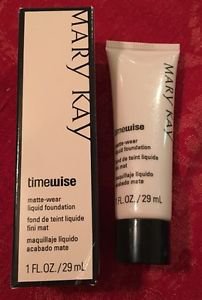 MARY KAY
timewise
matte-wear
liquid foundation
fond de teint liquide
fini mat
maquillaje líquido
acabado mate
1 FL.OZ./29 mL
MARY KAY
timewise
matte-wear
liquid foundation
fond de teint liquide
fini mat
maquillaje líquido
acabado mate
1 FL.OZ./29 mL